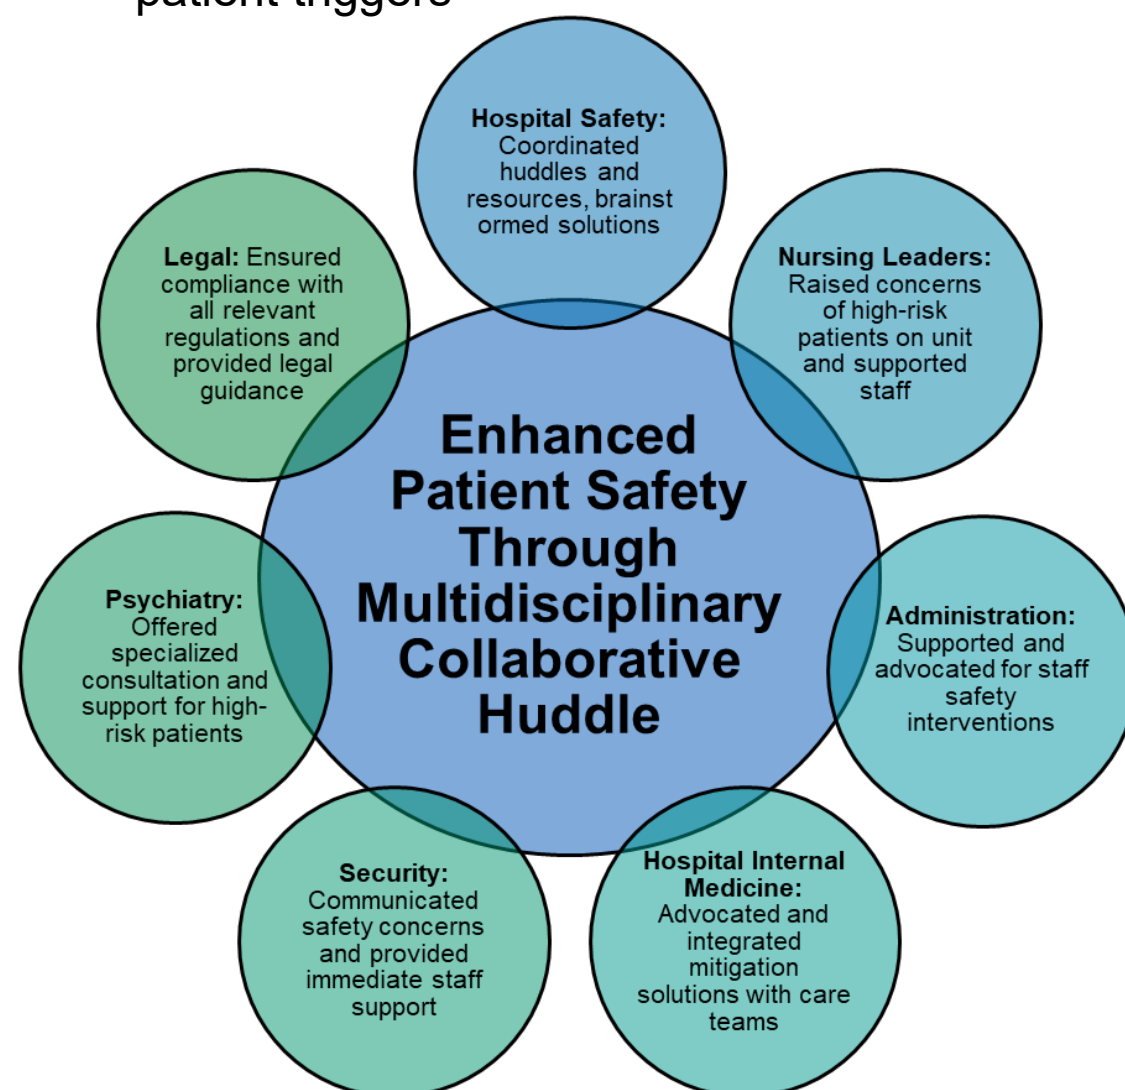 patient triggers
Hospital Safety:
Coordinated
huddles and
resources, brainst
ormed solutions
Nursing Leaders:
Raised concerns
of high-risk
patients on unit
and supported
staff
Administration:
Supported and
advocated for staff
safety
interventions
Hospital Internal
Medicine:
Advocated and
integrated
mitigation
solutions with care
teams
Security:
Communicated
safety concerns
and provided
immediate staff
support
Psychiatry:
Offered
specialized
consultation and
support for high-
risk patients
Legal: Ensured
compliance with
all relevant
regulations and
provided legal
guidance
Enhanced
Patient Safety
Through
Multidisciplinary
Collaborative
Huddle